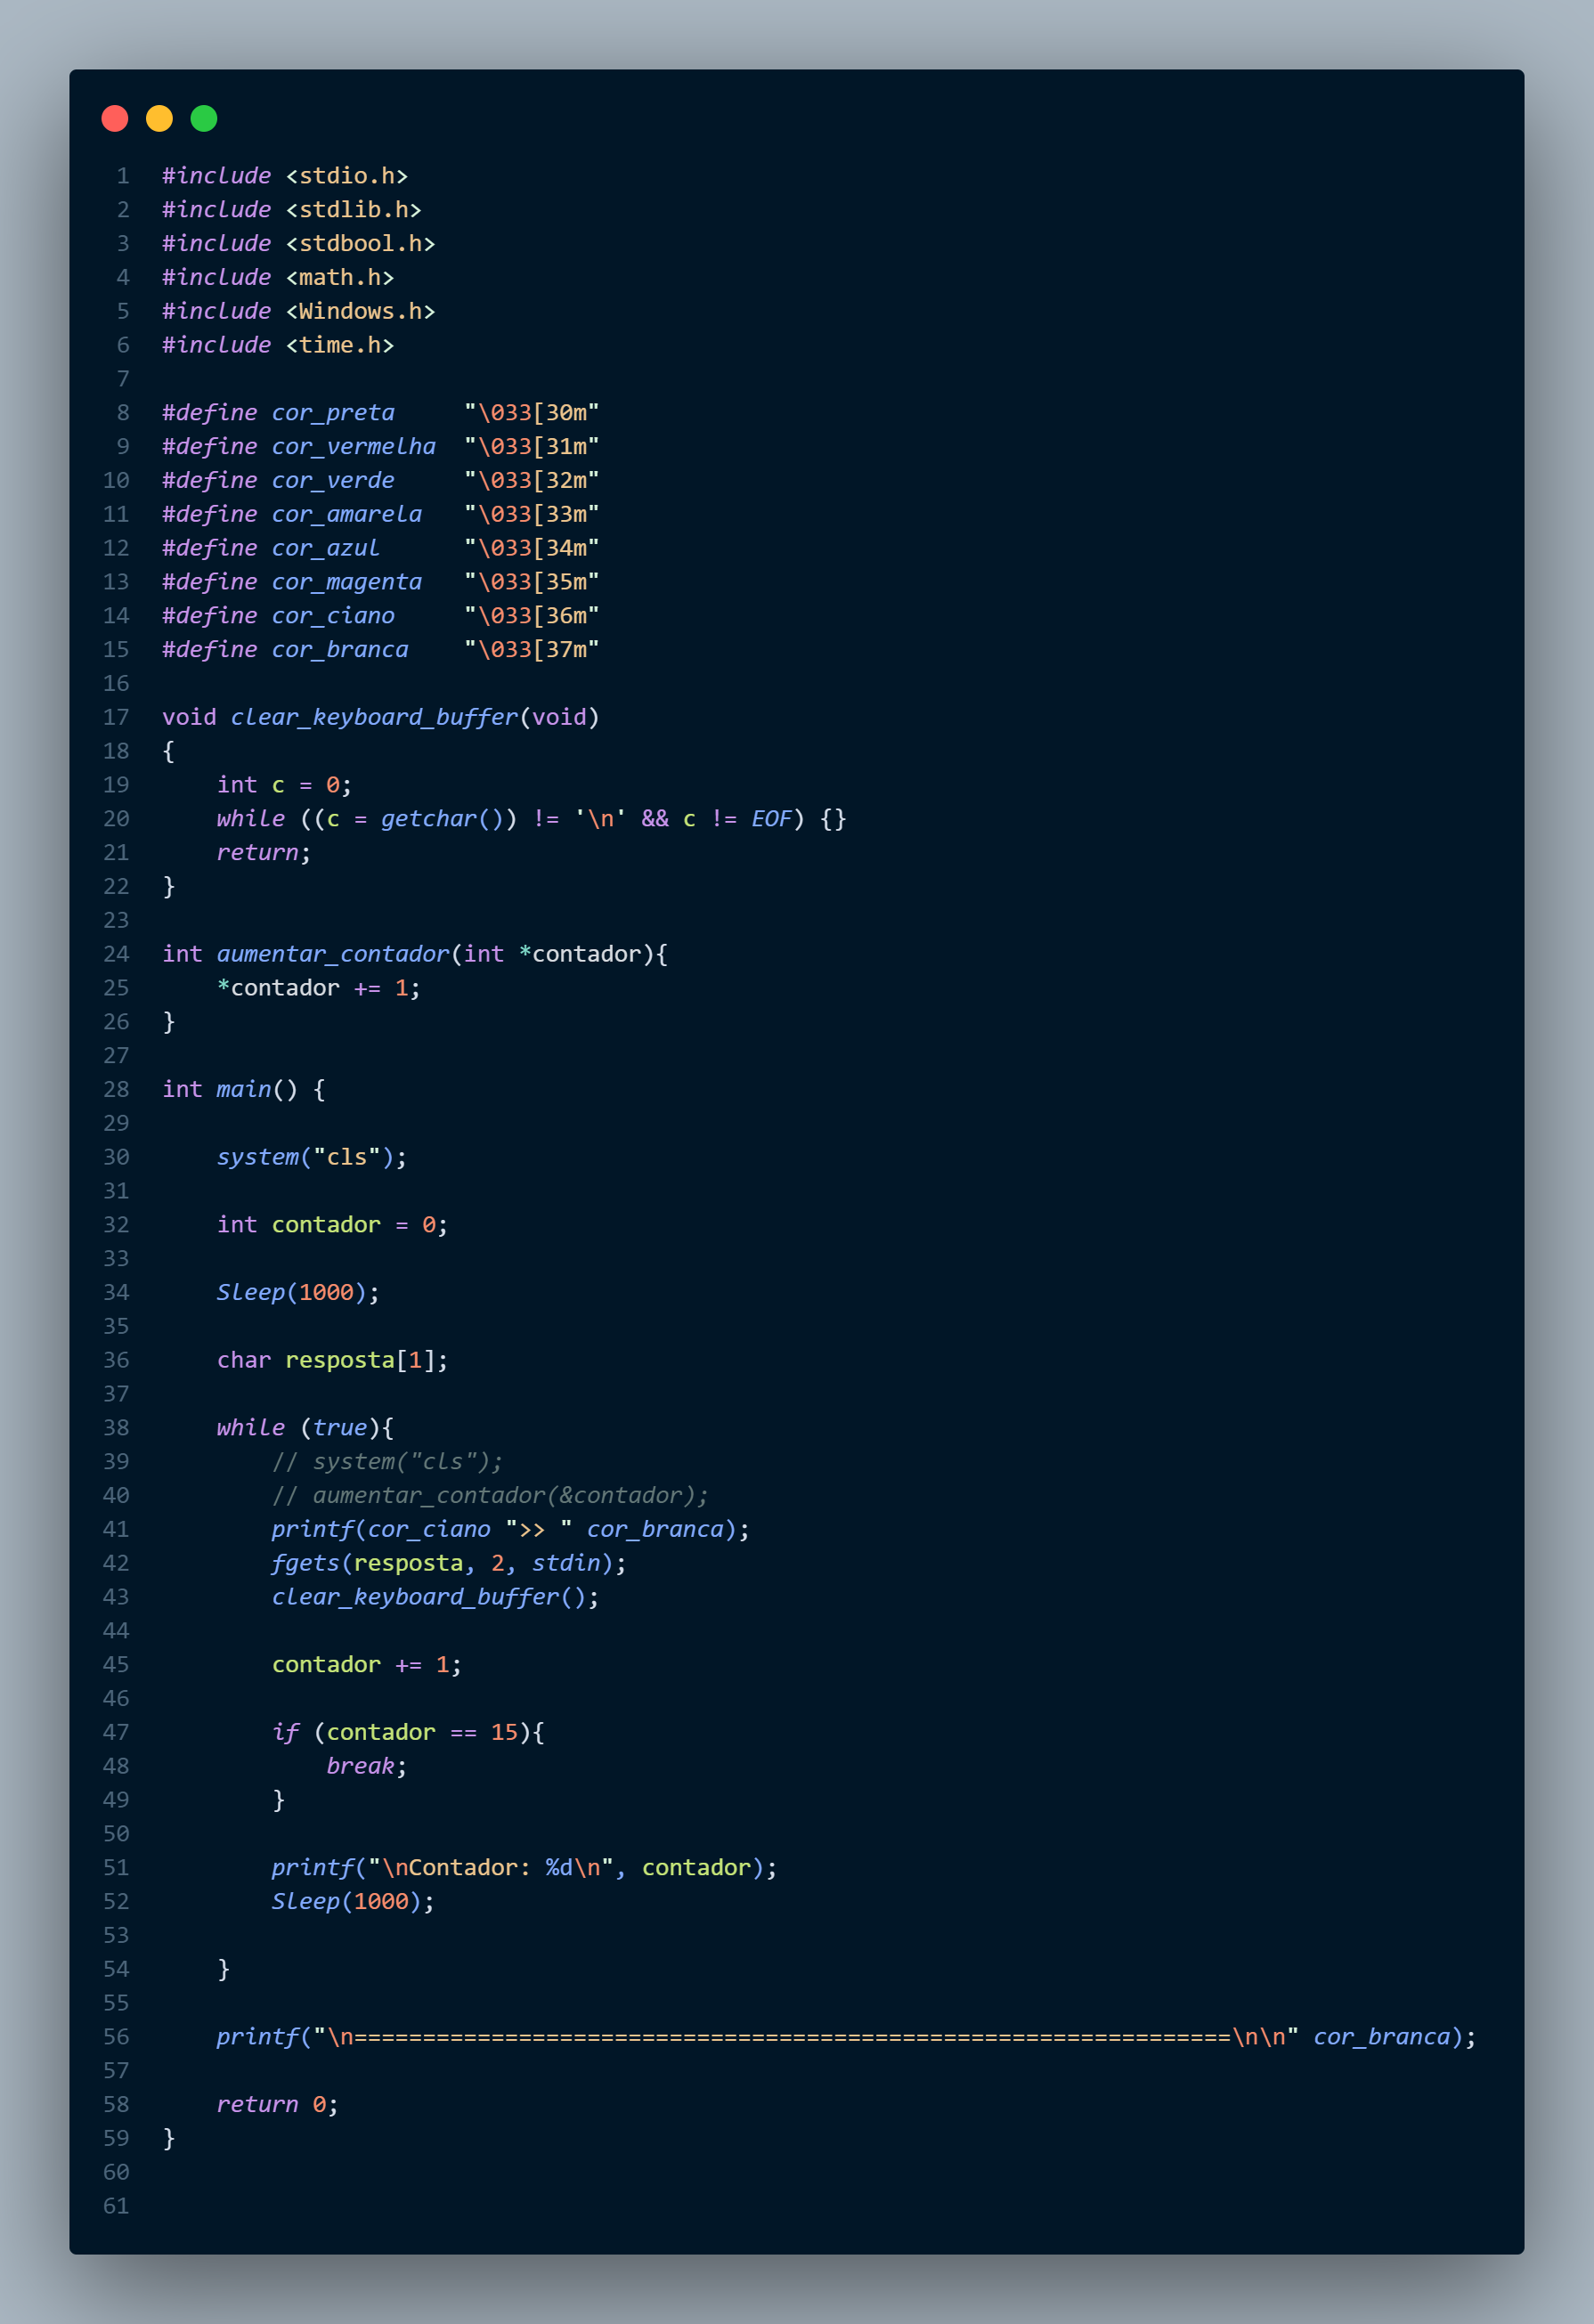 1 #include <stdio.h>
2 #include <stdlib.h>
3 #include <stdbool.h>
4 #include <math.h>
5 #include <Windows.h>
6 #include <time.h>
7
8 #define cor_preta     "\033[30m"
9 #define cor_vermelha  "\033[31m"
10 #define cor_verde     "\033[32m"
11 #define cor_amarela   "\033[33m"
12 #define cor_azul      "\033[34m"
13 #define cor_magenta   "\033[35m"
14 #define cor_ciano     "\033[36m"
15 #define cor_branca    "\033[37m"
16
17 void clear_keyboard_buffer(void)
18 {
19     int c = 0;
20     while ((c = getchar()) != '\n' && c != EOF) {}
21     return;
22 }
23
24 int aumentar_contador(int *contador){
25     *contador += 1;
26 }
27
28 int main() {
29
30     system("cls");
31
32     int contador = 0;
33
34     Sleep(1000);
35
36     char resposta[1];
37
38     while (true){
39         // system("cls");
40         // aumentar_contador(&contador);
41         printf(cor_ciano ">> " cor_branca);
42         fgets(resposta, 2, stdin);
43         clear_keyboard_buffer();
44
45         contador += 1;
46
47         if (contador == 15){
48             break;
49         }
50
51         printf("\nContador: %d\n", contador);
52         Sleep(1000);
53
54     }
55
56     printf("\n================================================================\n\n" cor_branca);
57
58     return 0;
59 }
60
61